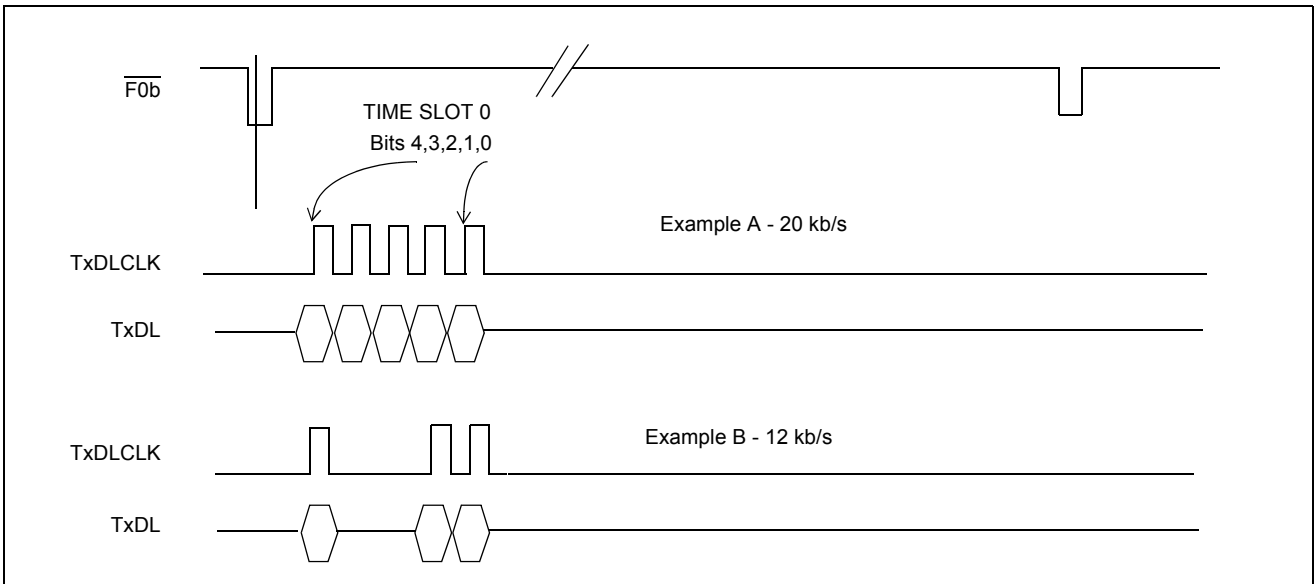 F0b
TIME SLOT 0
Bits 4,3,2,1,0
Example A - 20 kb/s
TxDLCLK
TxDL
Example B - 12 kb/s
TxDLCLK
TxDL